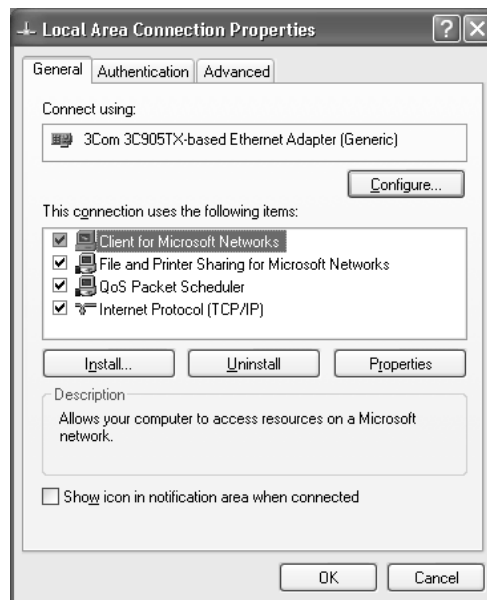 Local Area Connection Properties
General Authentication Advanced
Connect using:
3Com 3C905TX-based Ethernet Adapter (Generic)
Configure...
This connection uses the following items:
Client for Microsoft Networks
File and Printer Sharing for Microsoft Networks
QoS Packet Scheduler
Internet Protocol (TCP/IP)
Install... Uninstall Properties
Description
Allows your computer to access resources on a Microsoft
network.
Show icon in notification area when connected
OK Cancel